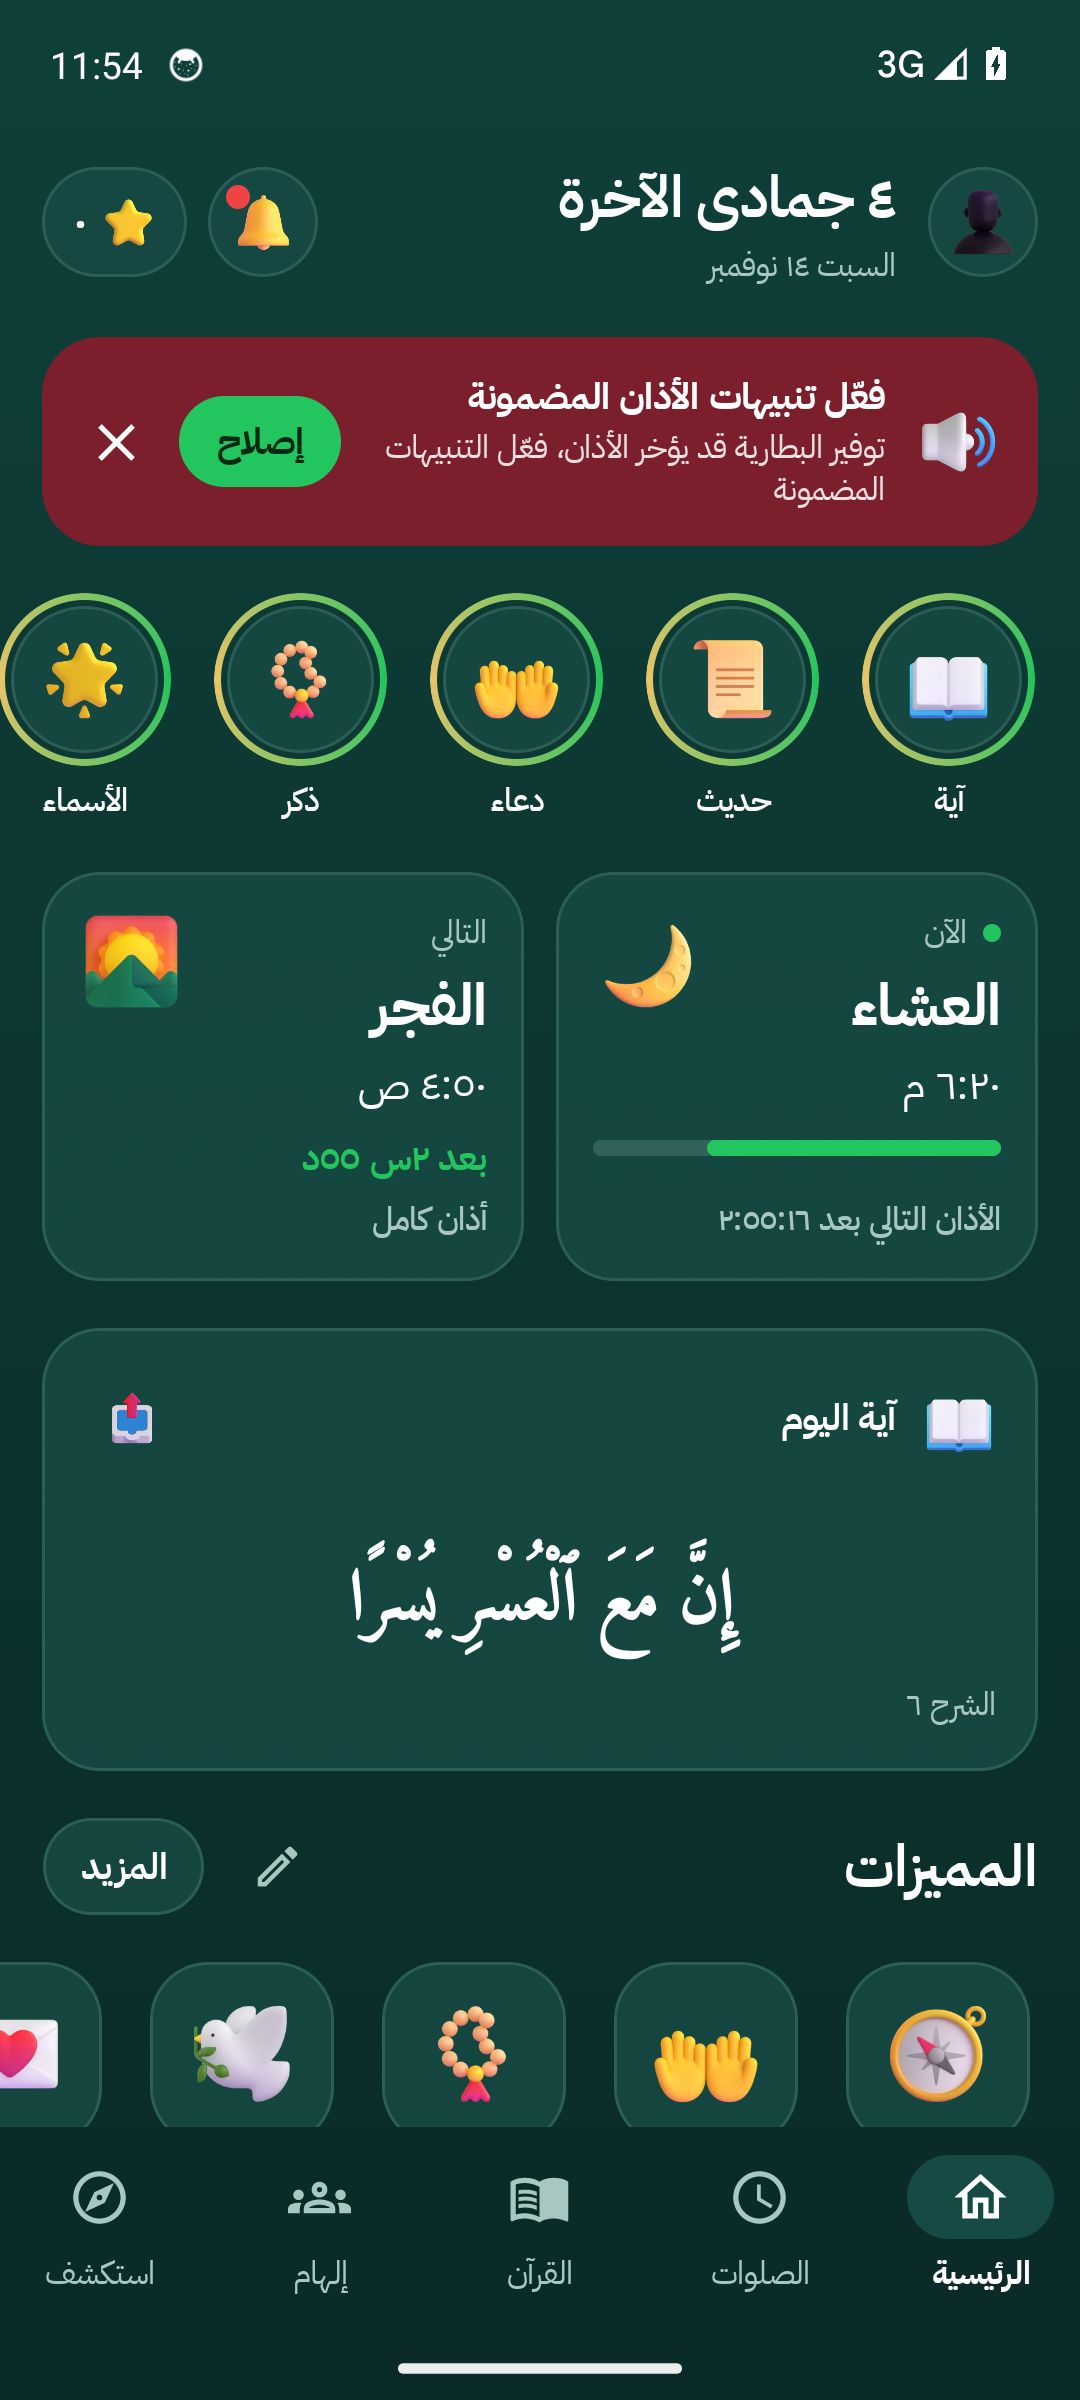 11:54
3G
٤ جمادى الآخرة
السبت ١٤ نوفمبر
٠
فعّل تنبيهات الأذان المضمونة
توفير البطارية قد يؤخر الأذان، فعّل التنبيهات
المضمونة
إصلاح
آية
حديث
دعاء
ذكر
الأسماء
الآن
العشاء
٦:٢٠ م
الأذان التالي بعد ٢:٥٥:١٦
التالي
الفجر
٤:٥٠ ص
بعد ٢س ٥٥د
أذان كامل
آية اليوم
إِنَّ مَعَ ٱلْعُسْرِ يُسْرًا
الشرح ٦
المميزات
المزيد
الرئيسية
الصلوات
القرآن
إلهام
استكشف